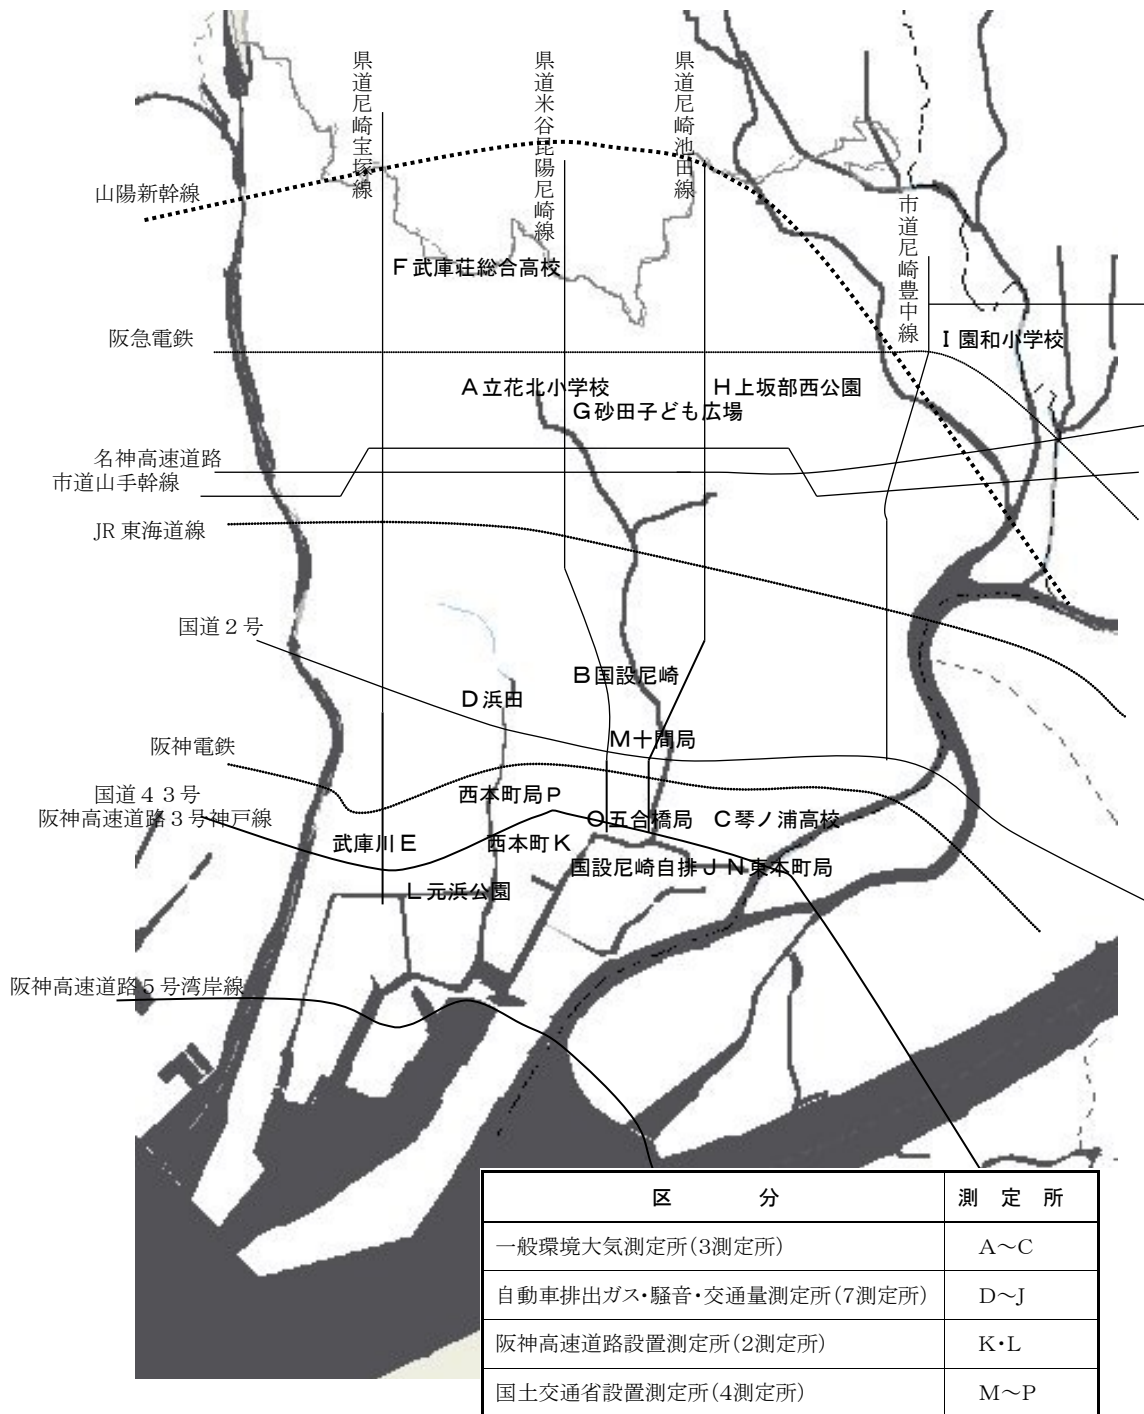 県道尼崎宝塚線
県道米谷昆陽尼崎線
県道尼崎池田線
山陽新幹線
市道尼崎豊中線
F 武庫荘総合高校
阪急電鉄
I 園和小学校
A 立花北小学校
H 上坂部西公園
G 砂田子ども広場
名神高速道路
市道山手幹線
JR 東海道線
国道２号
B 国設尼崎
D 浜田
M 十間局
阪神電鉄
国道４３号
西本町局 P
阪神高速道路３号神戸線
O 五合橋局
C 琴ノ浦高校
武庫川 E
西本町 K
国設尼崎自排 J
N 東本町局
L 元浜公園
阪神高速道路５号湾岸線
区 分 測 定 所
一般環境大気測定所(3測定所) A～C
自動車排出ガス・騒音・交通量測定所(7測定所) D～J
阪神高速道路設置測定所(2測定所) K・L
国土交通省設置測定所(4測定所) M～P